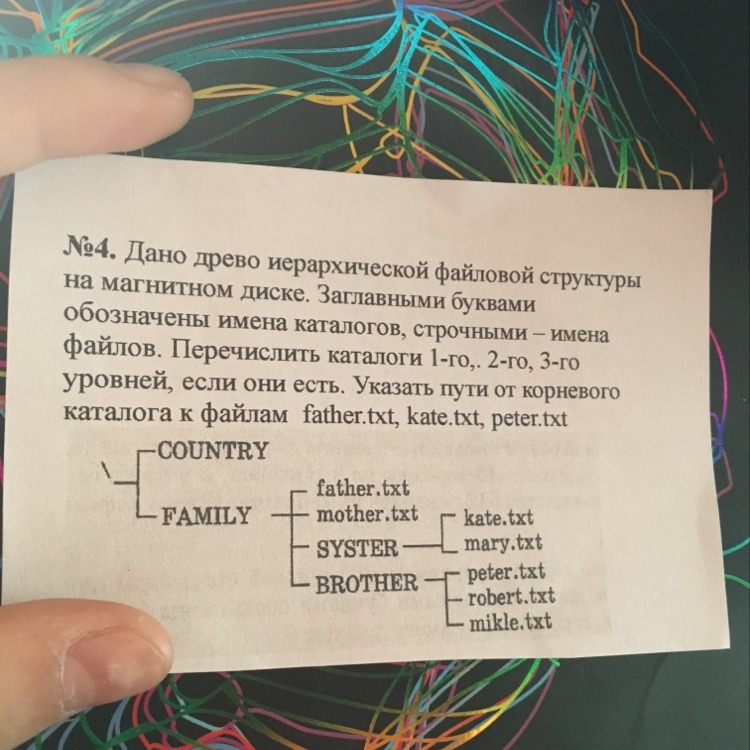 №4. Дано древо иерархической файловой структуры
на магнитном диске. Заглавными буквами
обозначены имена каталогов, строчными – имена
файлов. Перечислить каталоги 1-го,. 2-го, 3-го
уровней, если они есть. Указать пути от корневого
каталога к файлам father.txt, kate.txt, peter.txt
\
COUNTRY
FAMILY
father.txt
mother.txt
SYSTER
kate.txt
mary.txt
BROTHER
peter.txt
robert.txt
mikle.txt